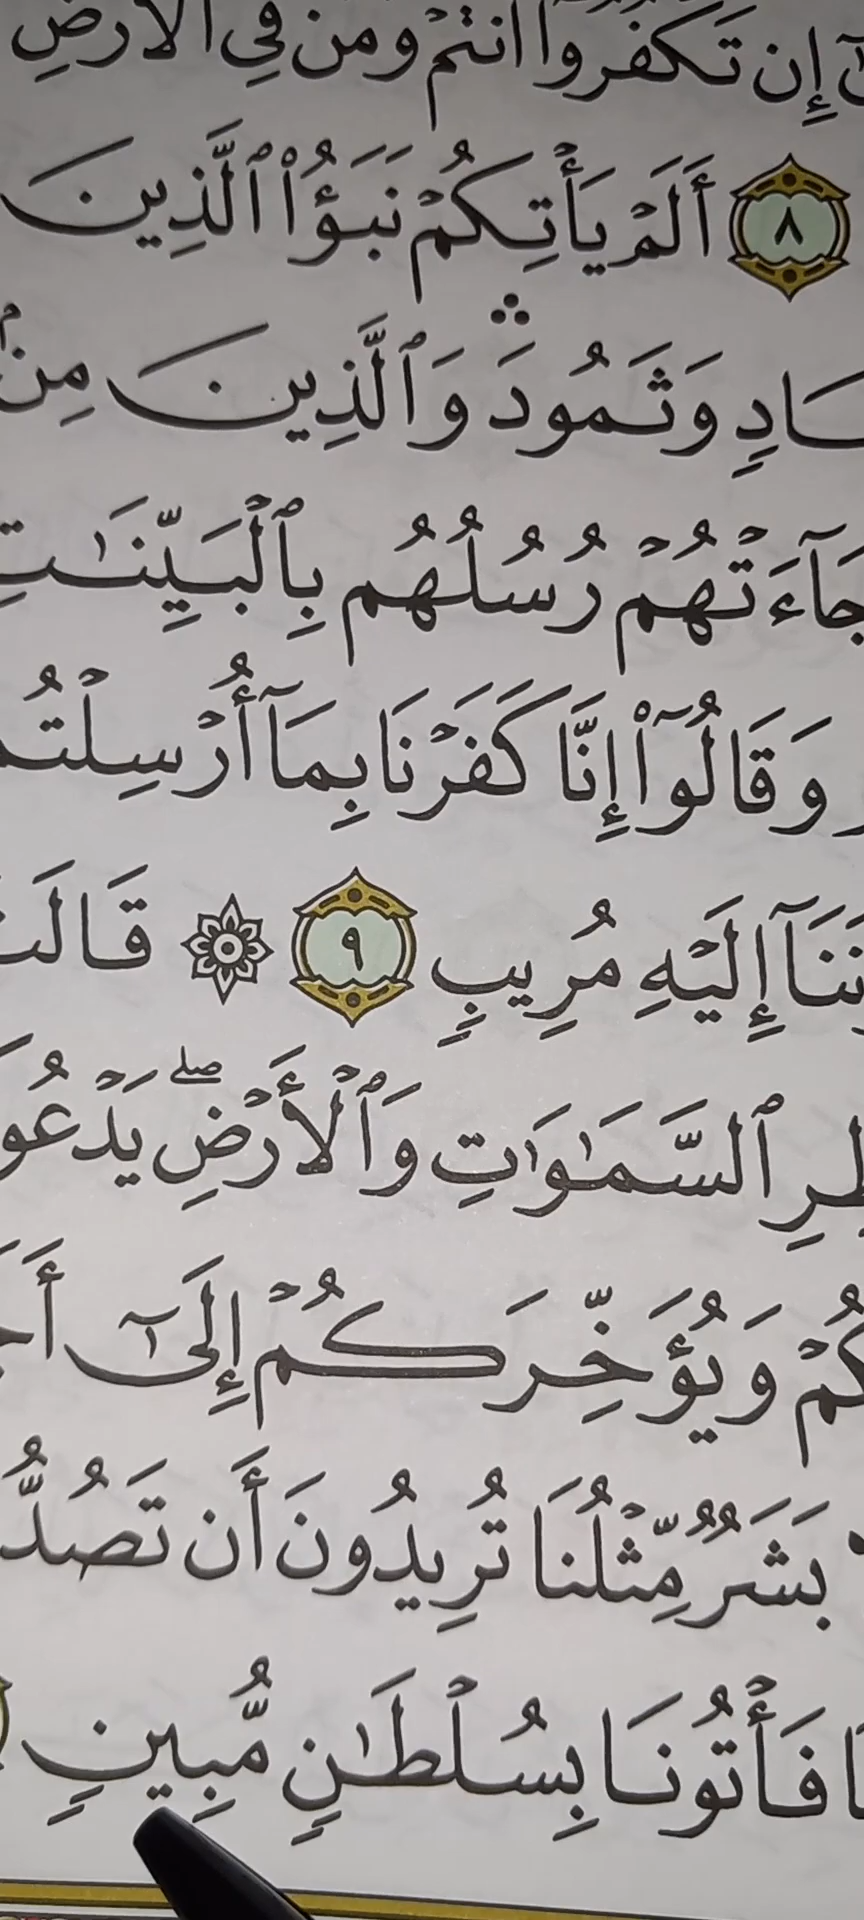 إِن تَكْفُرُوٓا۟ أَنتُمْ وَمَن فِى ٱلْأَرْضِ
٨ أَلَمْ يَأْتِكُمْ نَبَؤُا۟ ٱلَّذِينَ
وَثَمُودَ ۛ وَٱلَّذِينَ مِنۢ
جَآءَتْهُمْ رُسُلُهُم بِٱلْبَيِّنَـٰتِ
وَقَالُوٓا۟ إِنَّا كَفَرْنَا بِمَآ أُرْسِلْتُم
إِلَيْهِ مُرِيبٍ ٩ ۞ قَالَتْ
ٱلسَّمَـٰوَٰتِ وَٱلْأَرْضِ ۖ يَدْعُو
وَيُؤَخِّرَكُمْ إِلَىٰٓ
بَشَرٌ مِّثْلُنَا تُرِيدُونَ أَن تَصُدُّ
فَأْتُونَا بِسُلْطَـٰنٍ مُّبِينٍ